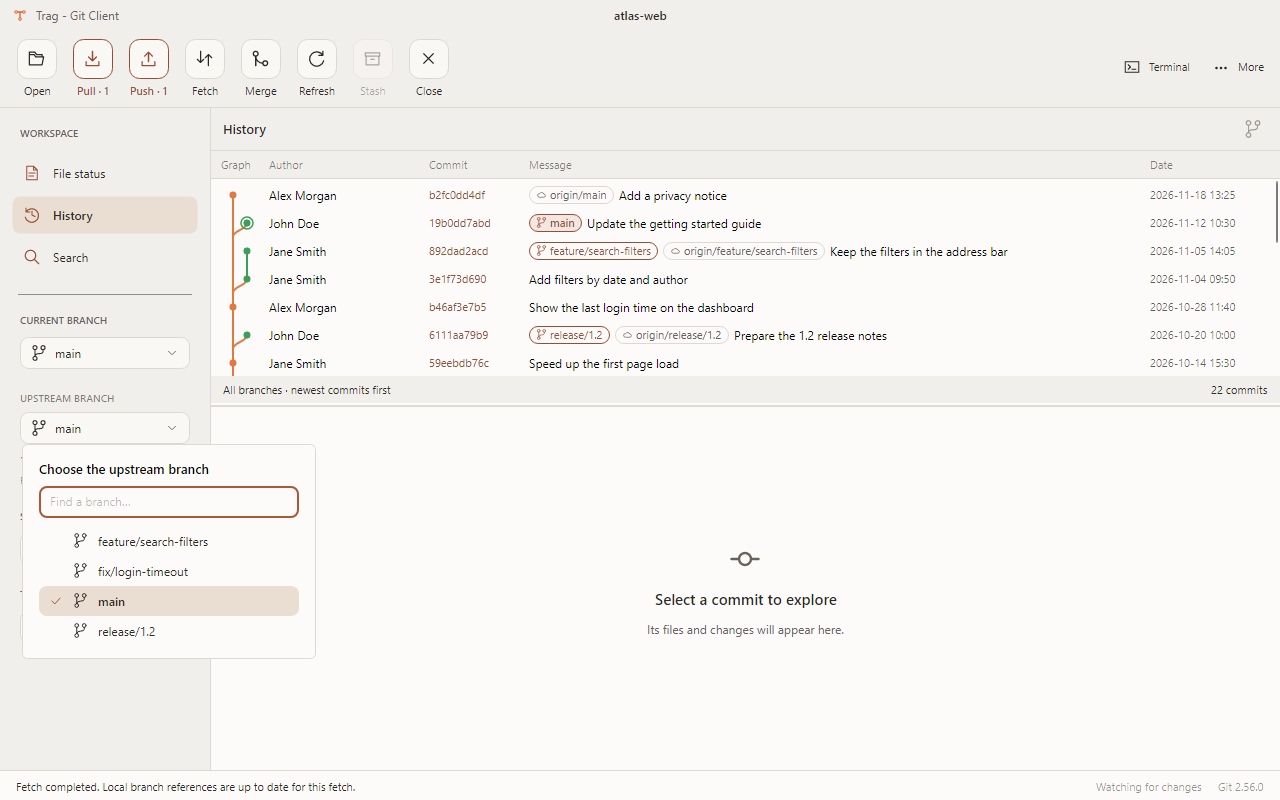 Trag - Git Client
atlas-web
Open
Pull · 1
Push · 1
Fetch
Merge
Refresh
Stash
Close
Terminal
More
WORKSPACE
File status
History
Search
CURRENT BRANCH
main
UPSTREAM BRANCH
main
Choose the upstream branch
Find a branch...
feature/search-filters
fix/login-timeout
main
release/1.2
History
Graph Author Commit Message Date
Alex Morgan b2fc0dd4df origin/main Add a privacy notice 2026-11-18 13:25
John Doe 19b0dd7abd main Update the getting started guide 2026-11-12 10:30
Jane Smith 892dad2acd feature/search-filters origin/feature/search-filters Keep the filters in the address bar 2026-11-05 14:05
Jane Smith 3e1f73d690 Add filters by date and author 2026-11-04 09:50
Alex Morgan b46af3e7b5 Show the last login time on the dashboard 2026-10-28 11:40
John Doe 6111aa79b9 release/1.2 origin/release/1.2 Prepare the 1.2 release notes 2026-10-20 10:00
Jane Smith 59eebdb76c Speed up the first page load 2026-10-14 15:30
All branches · newest commits first 22 commits
Select a commit to explore
Its files and changes will appear here.
Fetch completed. Local branch references are up to date for this fetch.
Watching for changes Git 2.56.0